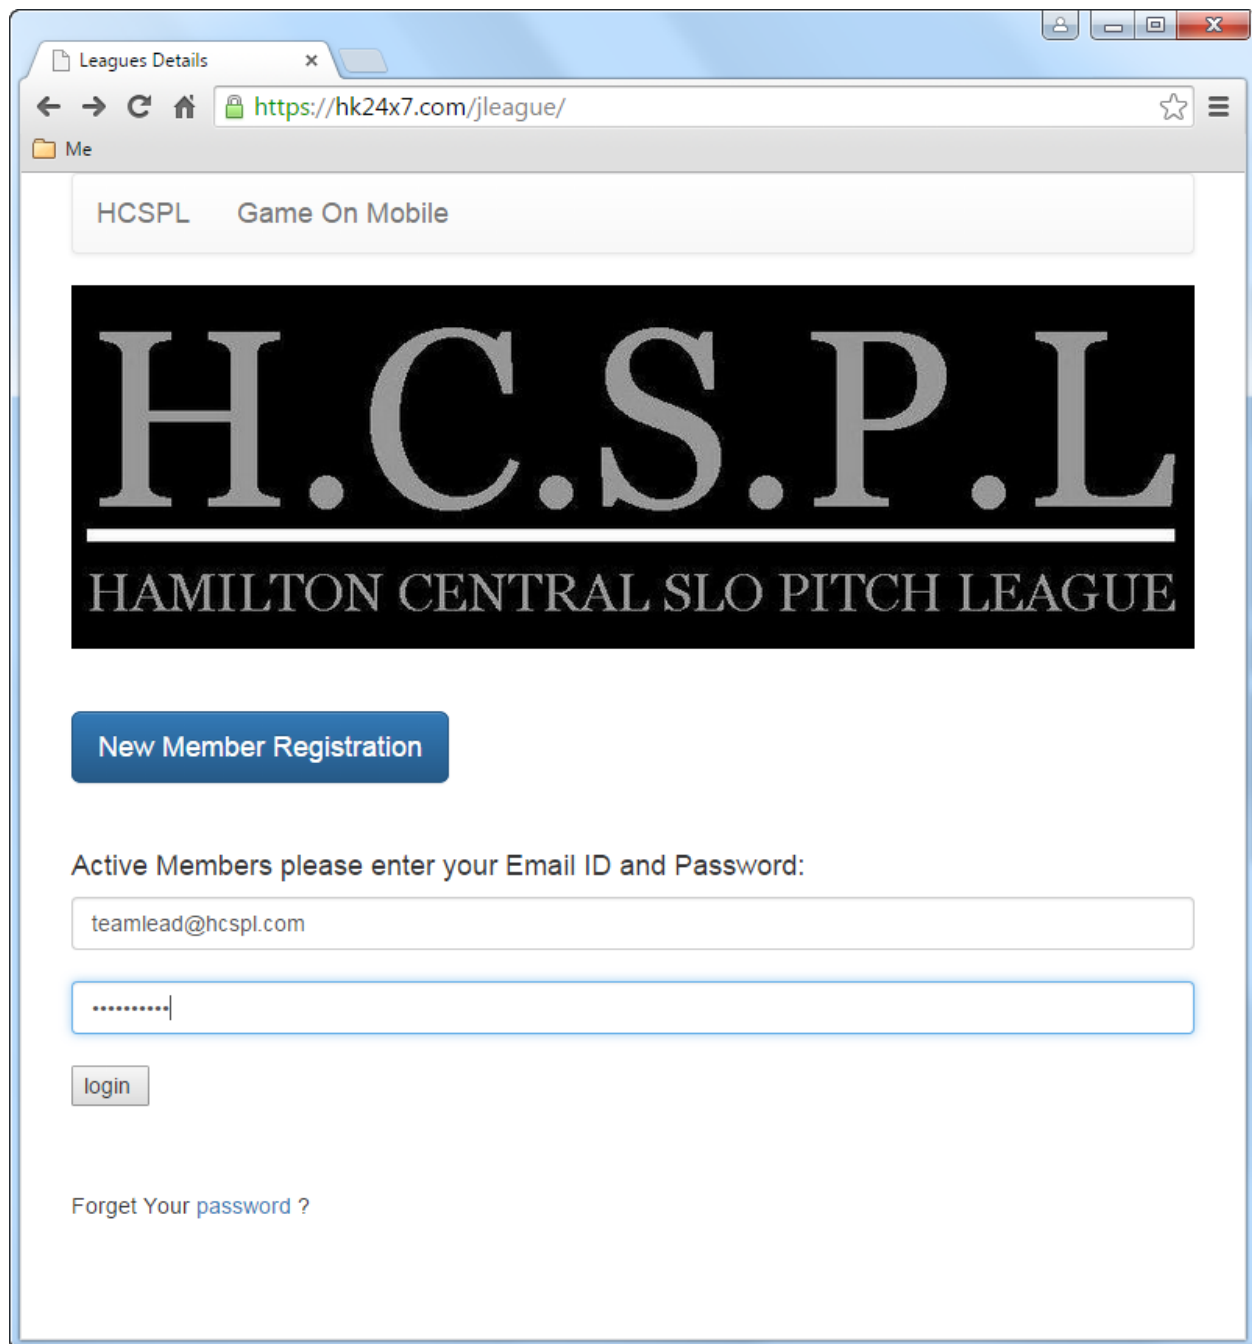 Leagues Details
https://hk24x7.com/jleague/
Me
HCSPL Game On Mobile
H.C.S.P.L
HAMILTON CENTRAL SLO PITCH LEAGUE
New Member Registration
Active Members please enter your Email ID and Password:
teamlead@hcspl.com
••••••••••
login
Forget Your password ?